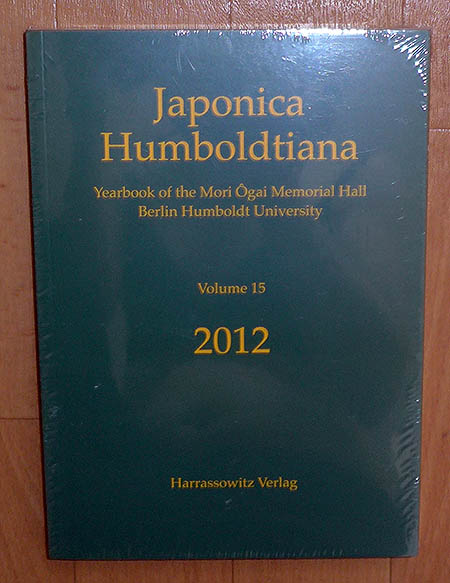 Japonica
Humboldtiana
Yearbook of the Mori Ôgai Memorial Hall
Berlin Humboldt University
Volume 15
2012
Harrassowitz Verlag